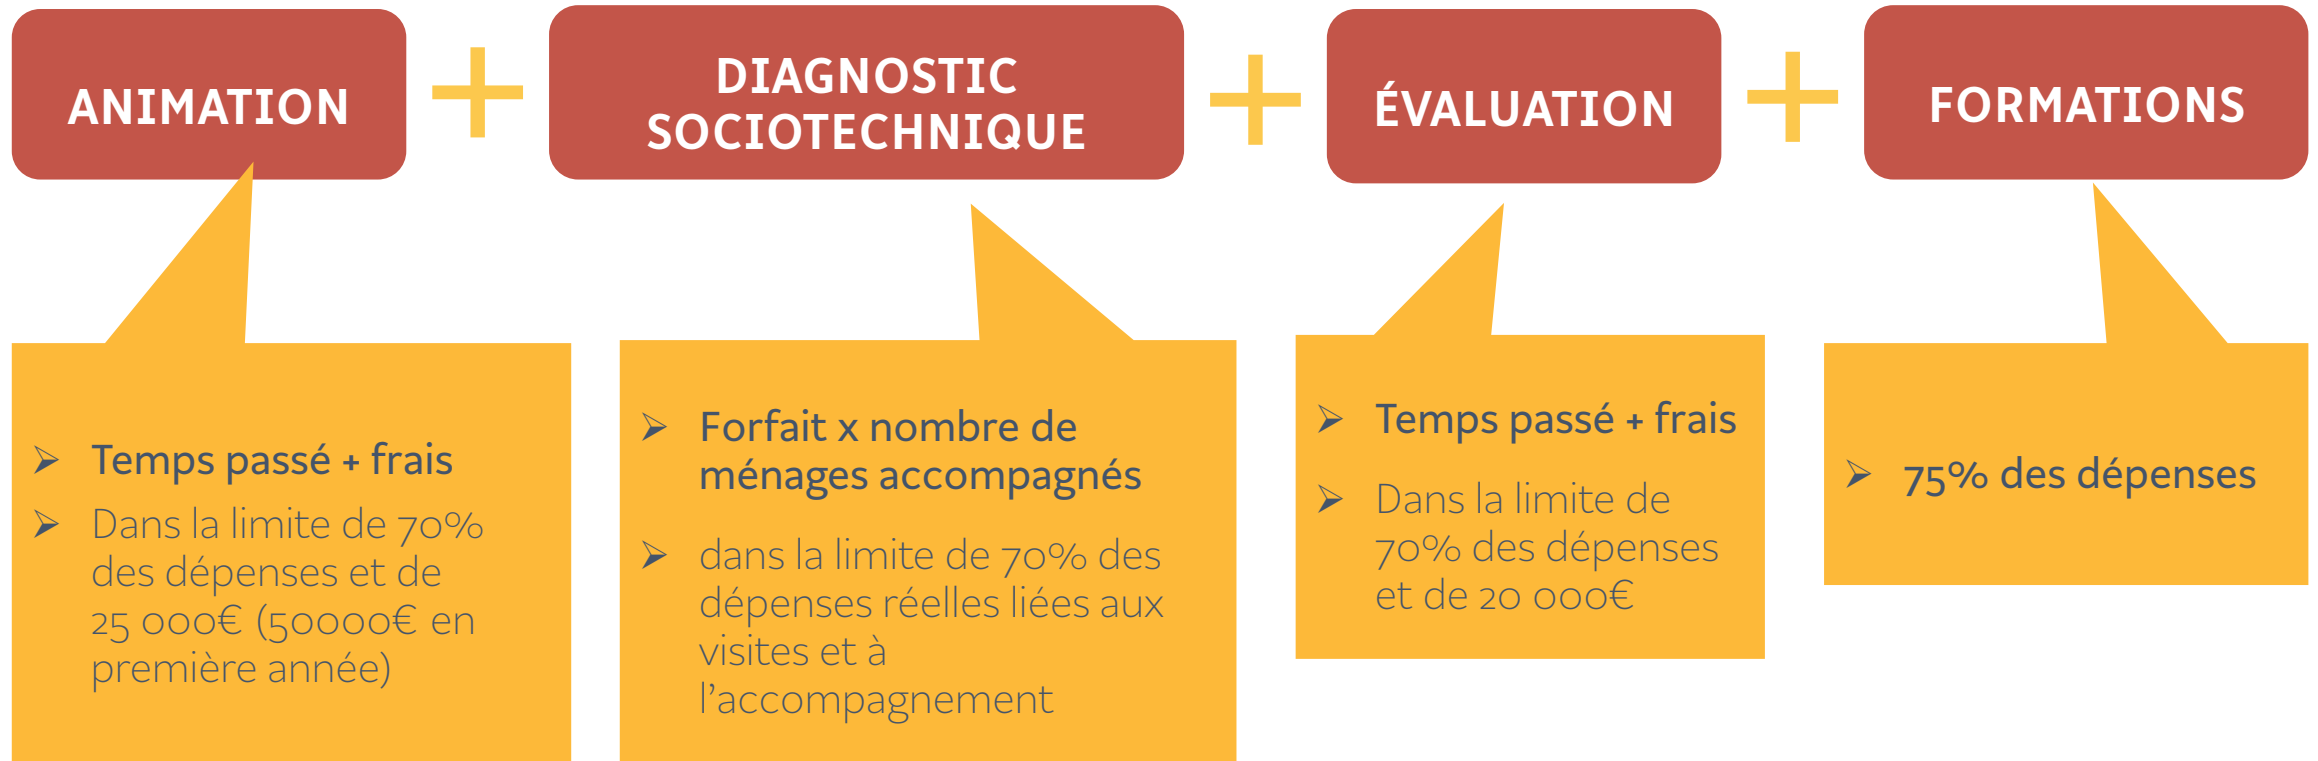 ANIMATION
DIAGNOSTIC
SOCIOTECHNIQUE
ÉVALUATION
FORMATIONS
➢ Temps passé + frais
➢ Dans la limite de 70%
des dépenses et de
25 000€ (50000€ en
première année)
➢ Forfait x nombre de
ménages accompagnés
➢ dans la limite de 70% des
dépenses réelles liées aux
visites et à
l’accompagnement
➢ Temps passé + frais
➢ Dans la limite de
70% des dépenses
et de 20 000€
➢ 75% des dépenses